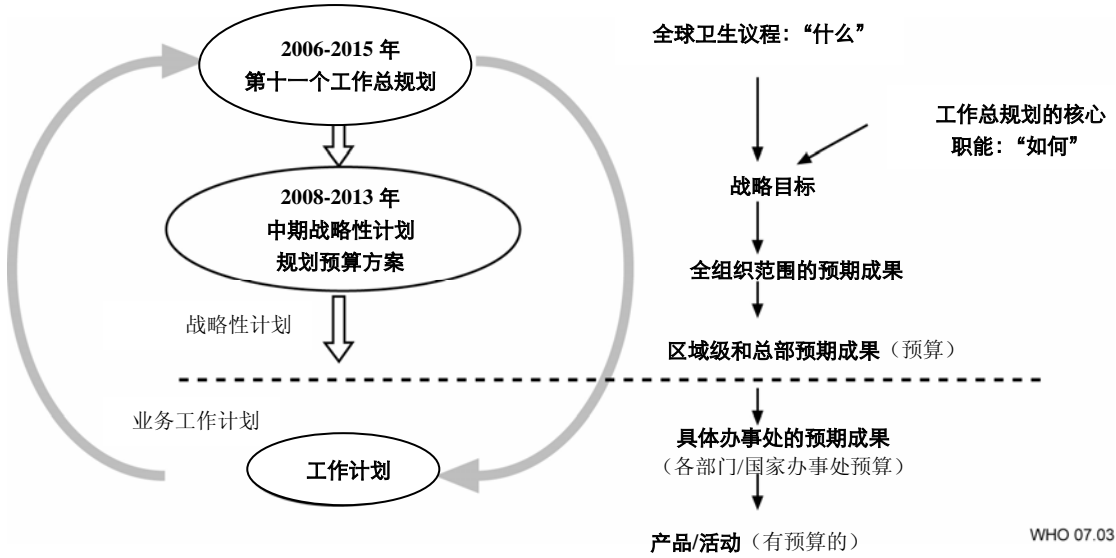 2006-2015 年
第十一个工作总规划
2008-2013 年
中期战略性计划
规划预算方案
战略性计划
业务工作计划
工作计划
全球卫生议程：“什么”
工作总规划的核心
职能：“如何”
战略目标
全组织范围的预期成果
区域级和总部预期成果（预算）
具体办事处的预期成果
（各部门/国家办事处预算）
产品/活动（有预算的）
WHO 07.03